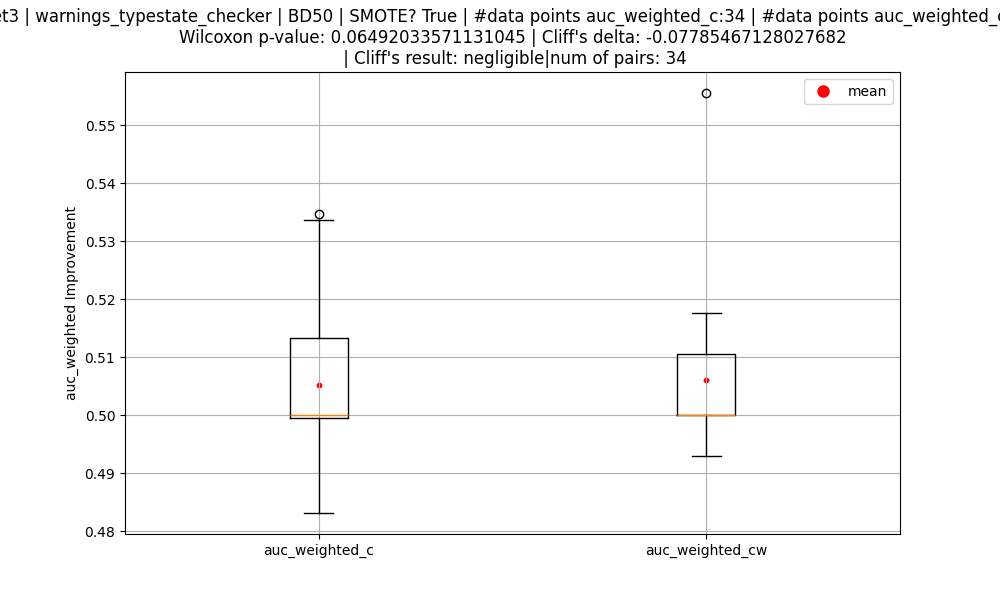 | warnings_typestate_checker | BD50 | SMOTE? True | #data points auc_weighted_c:34 | #data points
Wilcoxon p-value: 0.06492033571131045 | Cliff's delta: -0.07785467128027682
| Cliff's result: negligible|num of pairs: 34
mean
0.55
0.54
0.53
0.52
0.51
0.50
0.49
0.48
auc_weighted Improvement
auc_weighted_c
auc_weighted_cw